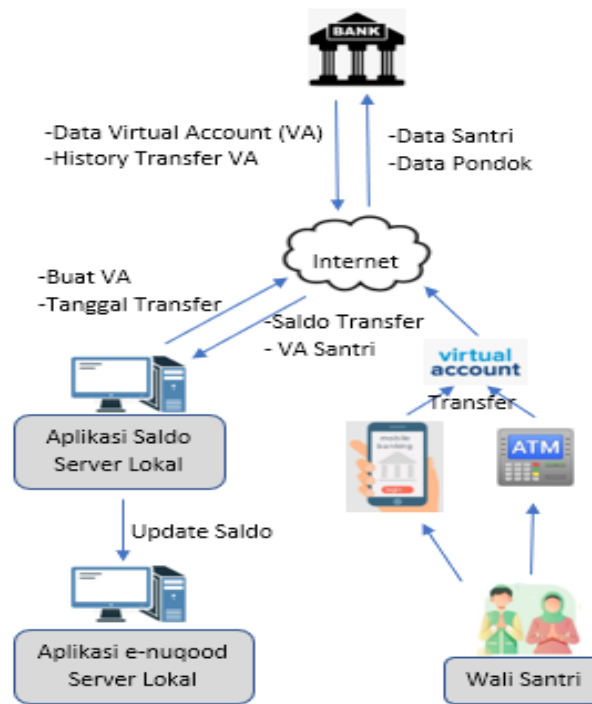 BANK
-Data Virtual Account (VA)
-History Transfer VA
-Data Santri
-Data Pondok
Internet
-Buat VA
-Tanggal Transfer
-Saldo Transfer
- VA Santri
virtual
account
Transfer
mobile
banking
login
ATM
Aplikasi Saldo
Server Lokal
Update Saldo
Aplikasi e-nuqood
Server Lokal
Wali Santri